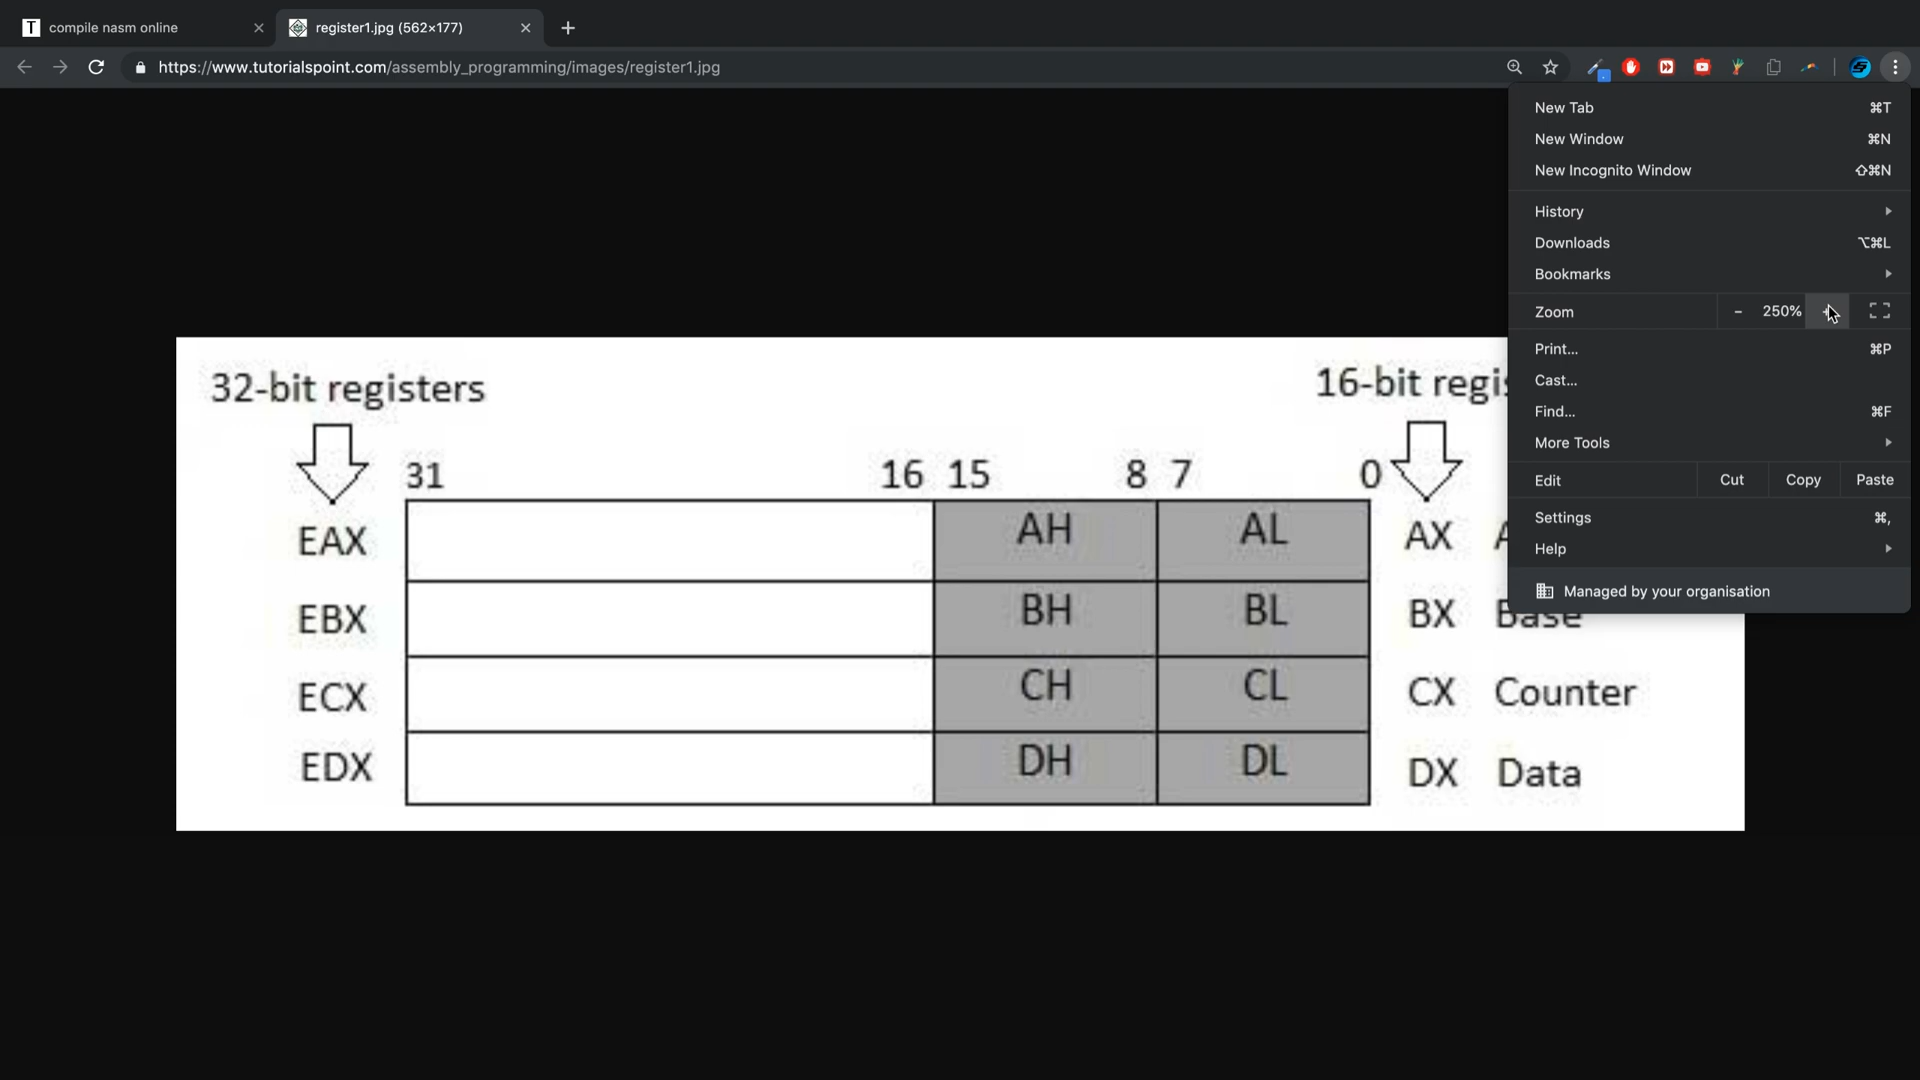 compile nasm online
register1.jpg (562×177)
https://www.tutorialspoint.com/assembly_programming/images/register1.jpg
New Tab ⌘T
New Window ⌘N
New Incognito Window ⇧⌘N
History
Downloads ⌥⌘L
Bookmarks
Zoom - 250%
Print... ⌘P
Cast...
Find... ⌘F
More Tools
Edit Cut Copy Paste
Settings ⌘,
Help
Managed by your organisation
32-bit registers 16-bit
31 16 15 8 7 0
EAX AH AL AX
EBX BH BL BX Base
ECX CH CL CX Counter
EDX DH DL DX Data